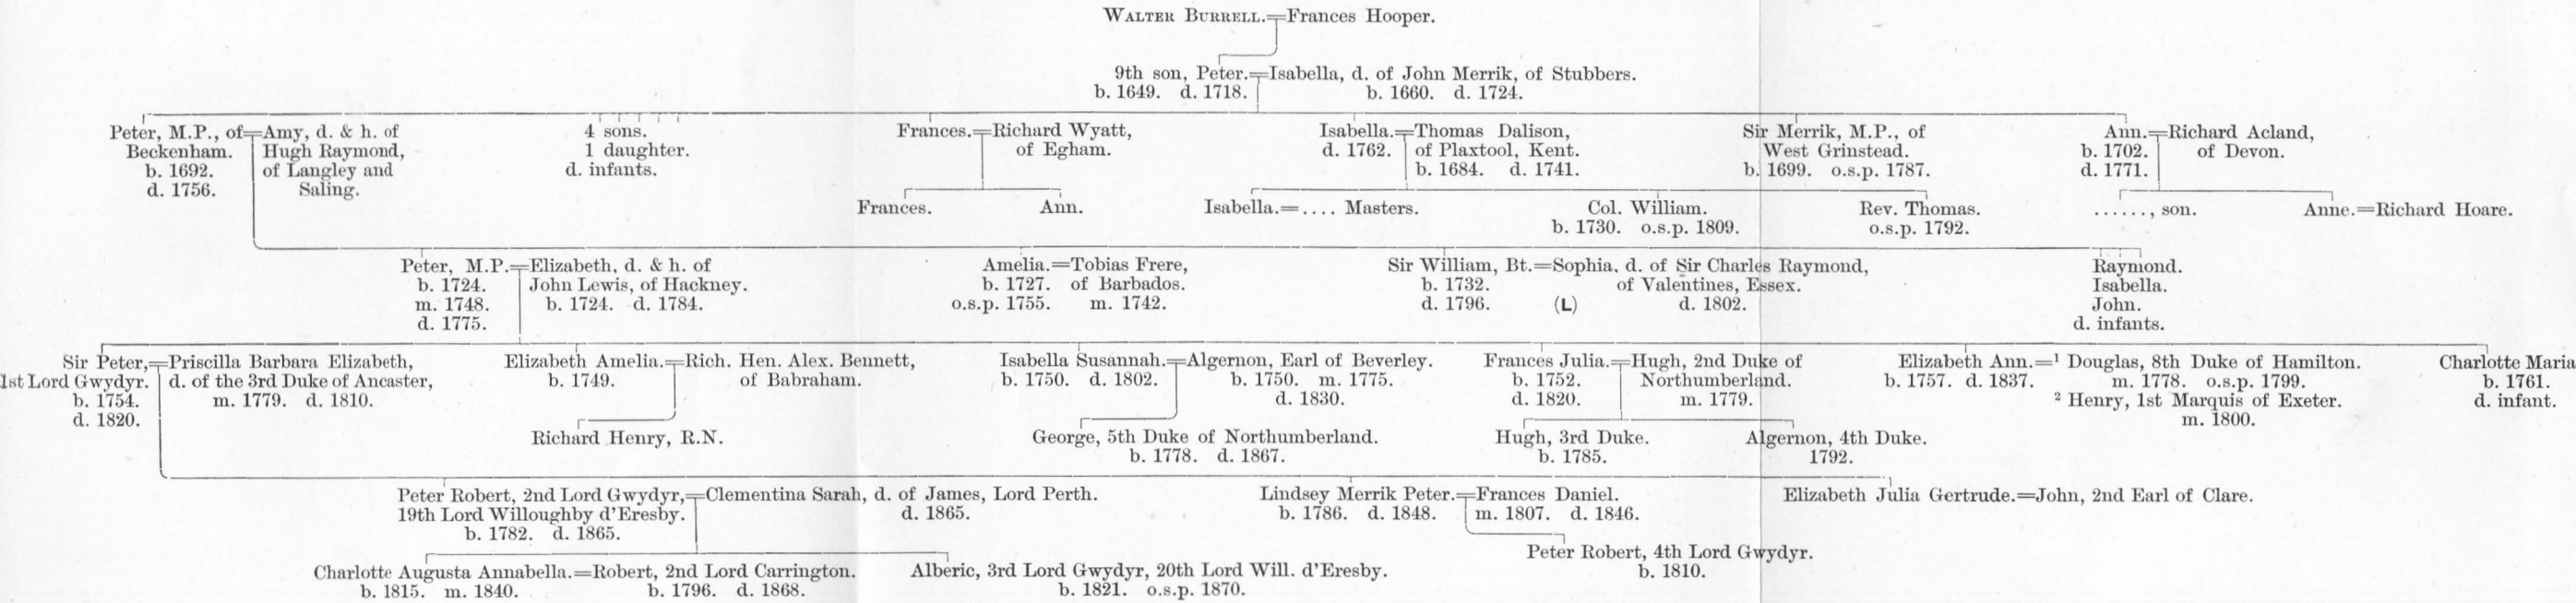 WALTER BURRELL.=Frances Hooper.
9th son, Peter.=Isabella, d. of John Merrik, of Stubbers.
b. 1649. d. 1718. b. 1660. d. 1724.
Peter, M.P., of=Amy, d. & h. of
Beckenham. Hugh Raymond,
b. 1692. of Langley and
d. 1756. Saling.
4 sons.
1 daughter.
d. infants.
Frances.=Richard Wyatt,
of Egham.
Isabella.=Thomas Dalison,
d. 1762. of Plaxtool, Kent.
b. 1684. d. 1741.
Sir Merrik, M.P., of
West Grinstead.
b. 1699. o.s.p. 1787.
Ann.=Richard Acland,
b. 1702. of Devon.
d. 1771.
Frances. Ann.
Isabella.=.... Masters.
Col. William.
b. 1730. o.s.p. 1809.
Rev. Thomas.
o.s.p. 1792.
......, son.
Anne.=Richard Hoare.
Peter, M.P.=Elizabeth, d. & h. of
b. 1724. John Lewis, of Hackney.
m. 1748. b. 1724. d. 1784.
d. 1775.
Amelia.=Tobias Frere,
b. 1727. of Barbados.
o.s.p. 1755. m. 1742.
Sir William, Bt.=Sophia, d. of Sir Charles Raymond,
b. 1732. of Valentines, Essex.
d. 1796. (L) d. 1802.
Raymond.
Isabella.
John.
d. infants.
Sir Peter,=Priscilla Barbara Elizabeth,
1st Lord Gwydyr. d. of the 3rd Duke of Ancaster,
b. 1754. m. 1779. d. 1810.
d. 1820.
Elizabeth Amelia.=Rich. Hen. Alex. Bennett,
b. 1749. of Babraham.
Isabella Susannah.=Algernon, Earl of Beverley.
b. 1750. d. 1802. b. 1750. m. 1775.
d. 1830.
Frances Julia.=Hugh, 2nd Duke of
b. 1752. Northumberland.
d. 1820. m. 1779.
Elizabeth Ann.=¹ Douglas, 8th Duke of Hamilton.
b. 1757. d. 1837. m. 1778. o.s.p. 1799.
² Henry, 1st Marquis of Exeter.
m. 1800.
Charlotte Maria
b. 1761.
d. infant.
Richard Henry, R.N.
George, 5th Duke of Northumberland.
b. 1778. d. 1867.
Hugh, 3rd Duke.
b. 1785.
Algernon, 4th Duke.
1792.
Peter Robert, 2nd Lord Gwydyr,=Clementina Sarah, d. of James, Lord Perth.
19th Lord Willoughby d'Eresby. d. 1865.
b. 1782. d. 1865.
Lindsey Merrik Peter.=Frances Daniel.
b. 1786. d. 1848. m. 1807. d. 1846.
Elizabeth Julia Gertrude.=John, 2nd Earl of Clare.
Peter Robert, 4th Lord Gwydyr.
b. 1810.
Charlotte Augusta Annabella.=Robert, 2nd Lord Carrington.
b. 1815. m. 1840. b. 1796. d. 1868.
Alberic, 3rd Lord Gwydyr, 20th Lord Will. d'Eresby.
b. 1821. o.s.p. 1870.